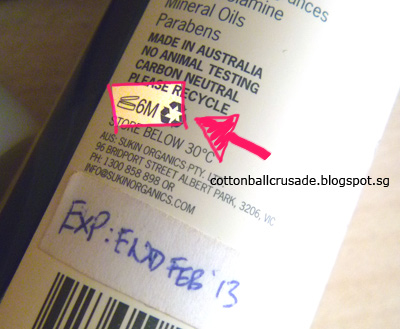 Mineral Oils
Parabens
MADE IN AUSTRALIA
NO ANIMAL TESTING
CARBON NEUTRAL
PLEASE RECYCLE
6M
STORE BELOW 30°C
AUS: SUKIN ORGANICS PTY.
96 BRIDPORT STREET ALBERT PARK, 3206, VIC
PH: 1300 858 898 OR
INFO@SUKINORGANICS.COM
cottonballcrusade.blogspot.sg
EXP: END FEB '13